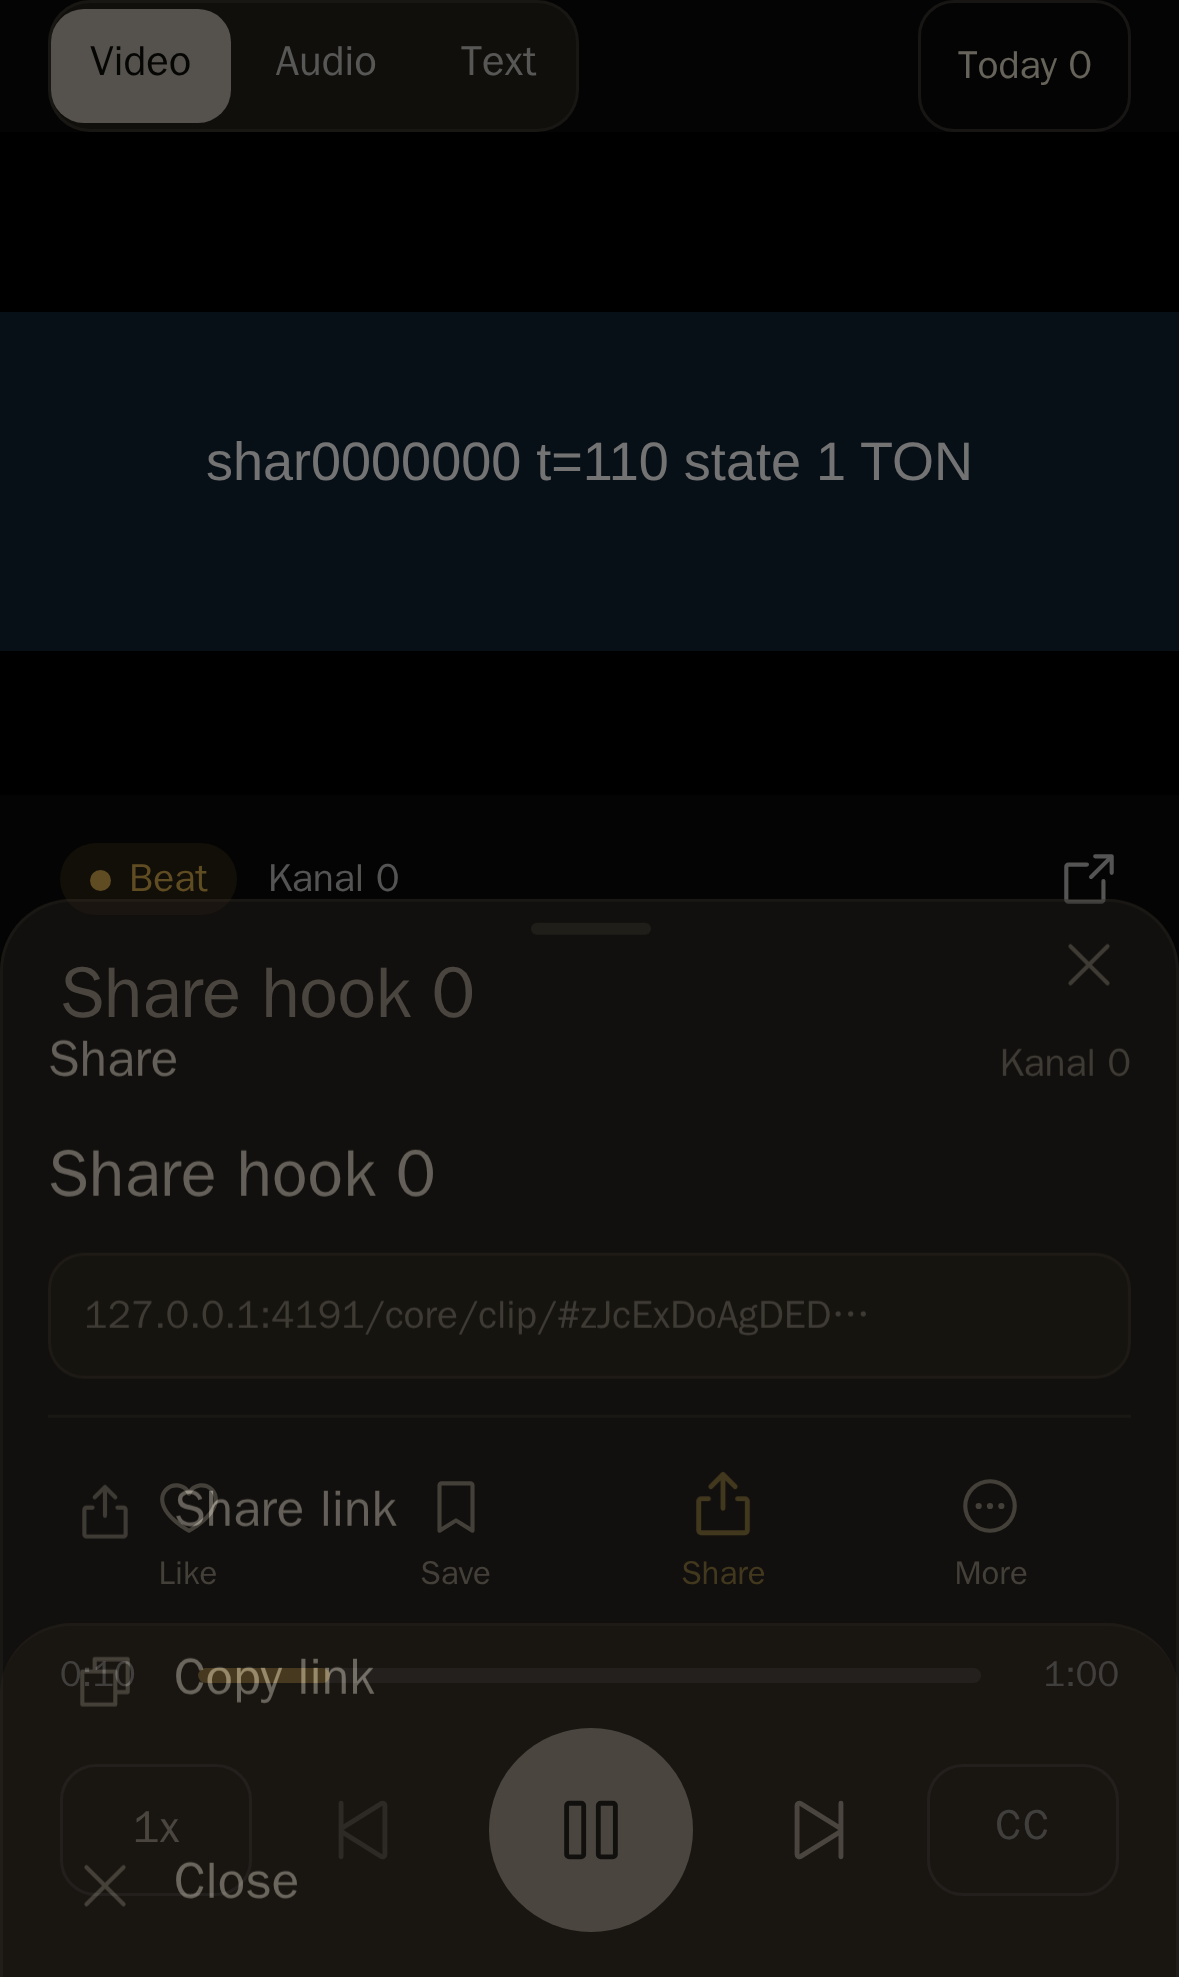 Video Audio Text Today 0
shar0000000 t=110 state 1 TON
Beat Kanal 0
Share hook 0
Share Kanal 0
Share hook 0
127.0.0.1:4191/core/clip/#zJcExDoAgDED···
Share link
Like Save Share More
0:10 1:00
Copy link
1x CC
Close